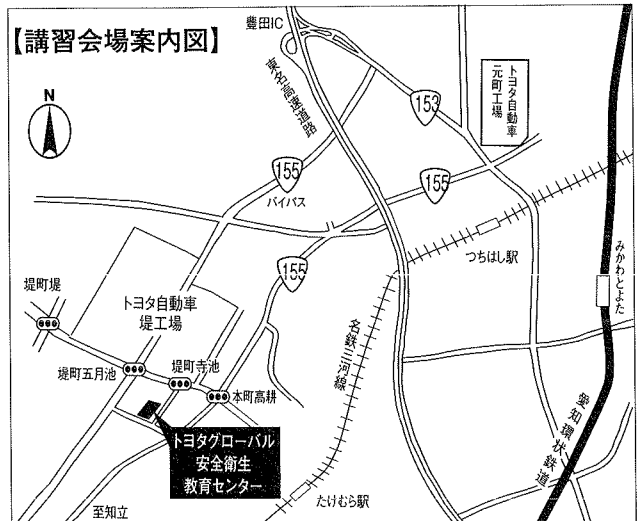 【講習会場案内図】
豊田IC
N
東名高速道路
153
トヨタ自動車
元町工場
155
バイパス
155
つちはし駅
みかわとよた
155
堤町堤
トヨタ自動車
堤工場
名鉄三河線
堤町五月池
堤町寺池
本町高耕
愛知環状鉄道
トヨタグローバル
安全衛生
教育センター
至知立
たけむら駅